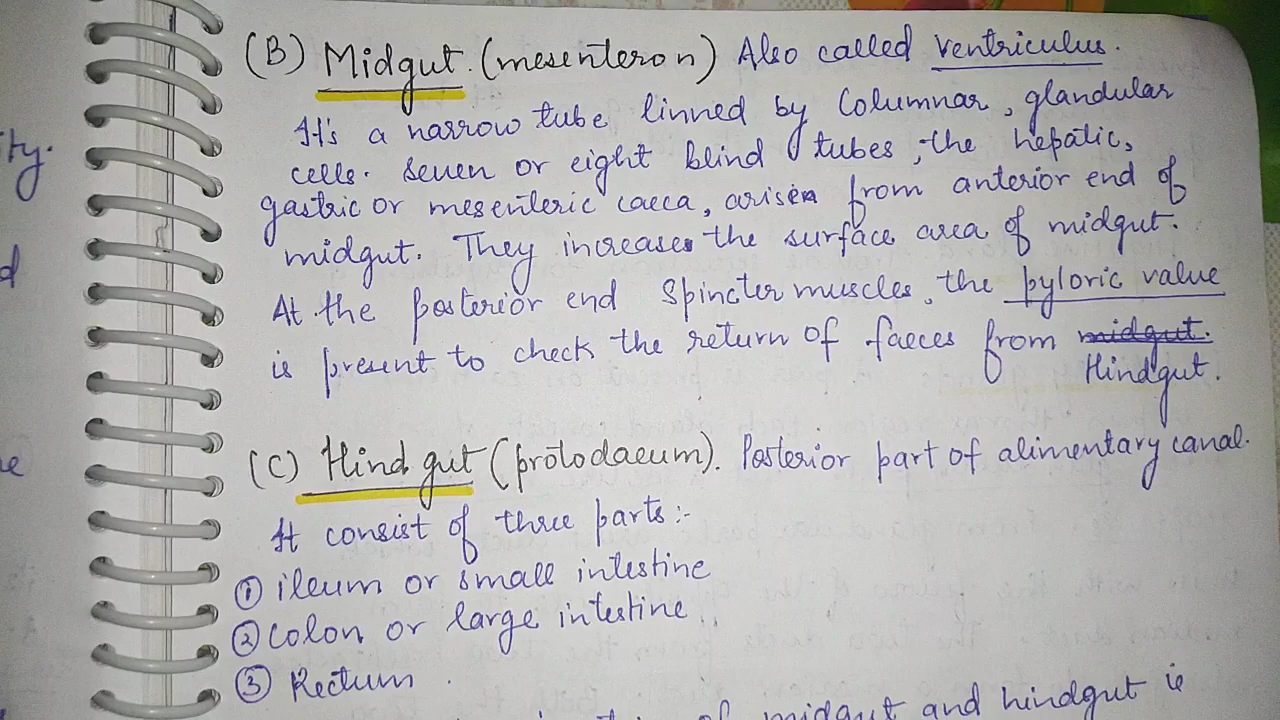 (B) Midgut. (mesenteron) Also called ventriculus.
It's a narrow tube linned by Columnar, glandular
cells. Seven or eight blind tubes, the hepatic,
gastric or mesenteric caeca, arisen from anterior end of
midgut. They increases the surface area of midgut.
At the posterior end Spincter muscles, the pyloric value
is present to check the return of faeces from midgut.
Hindgut.
(C) Hind gut (protodaeum). Posterior part of alimentary canal.
It consist of three parts:-
① ileum or small intestine
② Colon or large intestine
③ Rectum.
of midgut and hindgut is
ity.
d